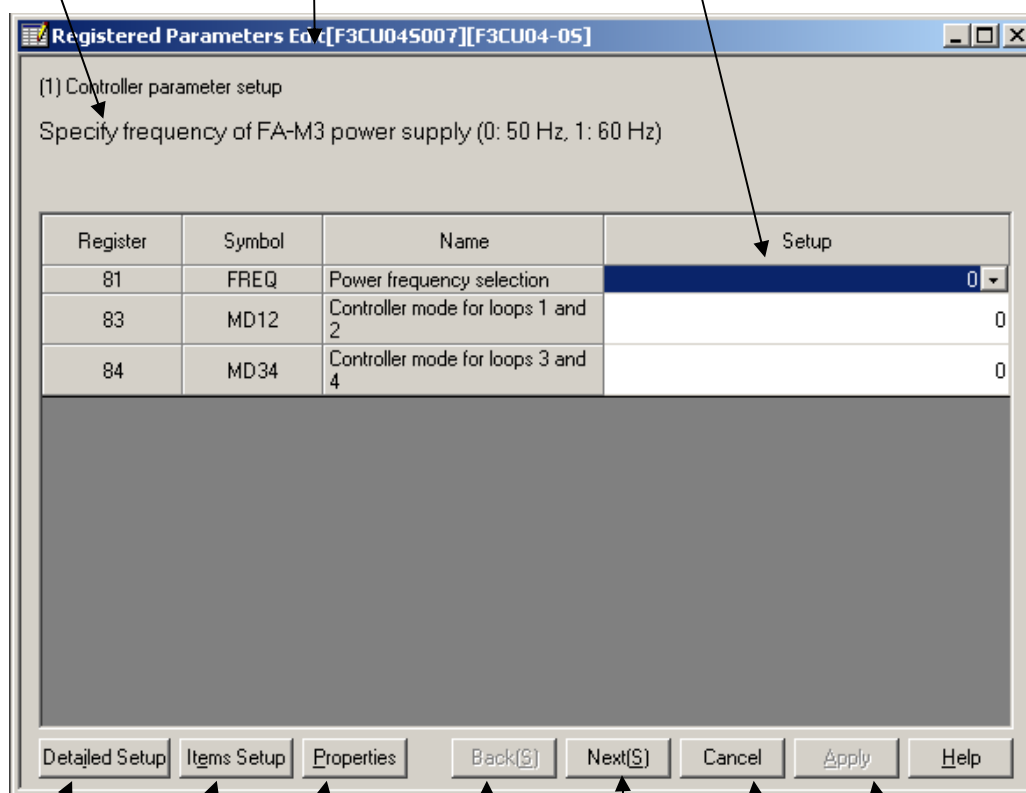 Registered Parameters Edit[F3CU04S007][F3CU04-0S]
(1) Controller parameter setup
Specify frequency of FA-M3 power supply (0: 50 Hz, 1: 60 Hz)
Register Symbol Name Setup
81 FREQ Power frequency selection 0
83 MD12 Controller mode for loops 1 and
2 0
84 MD34 Controller mode for loops 3 and
4 0
Detailed Setup Items Setup Properties Back(S) Next(S) Cancel Apply Help